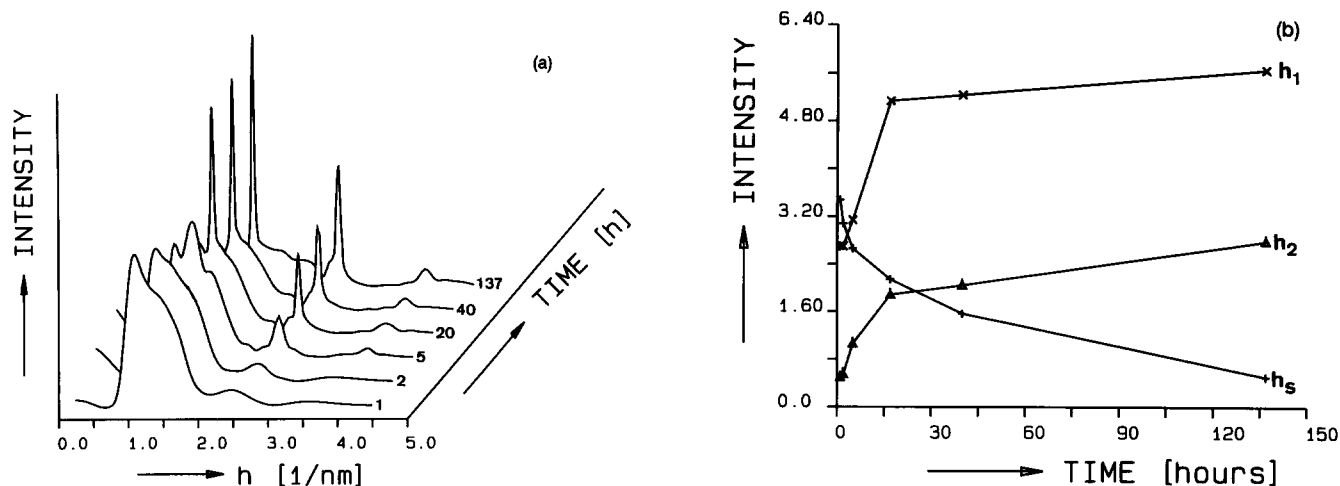 (a)
INTENSITY
137
40
20
5
2
1
TIME [h]
0.0 1.0 2.0 3.0 4.0 5.0
h [1/nm]
(b)
INTENSITY
6.40
4.80
3.20
1.60
0.0
h1
h2
hs
0 30 60 90 120 150
TIME [hours]